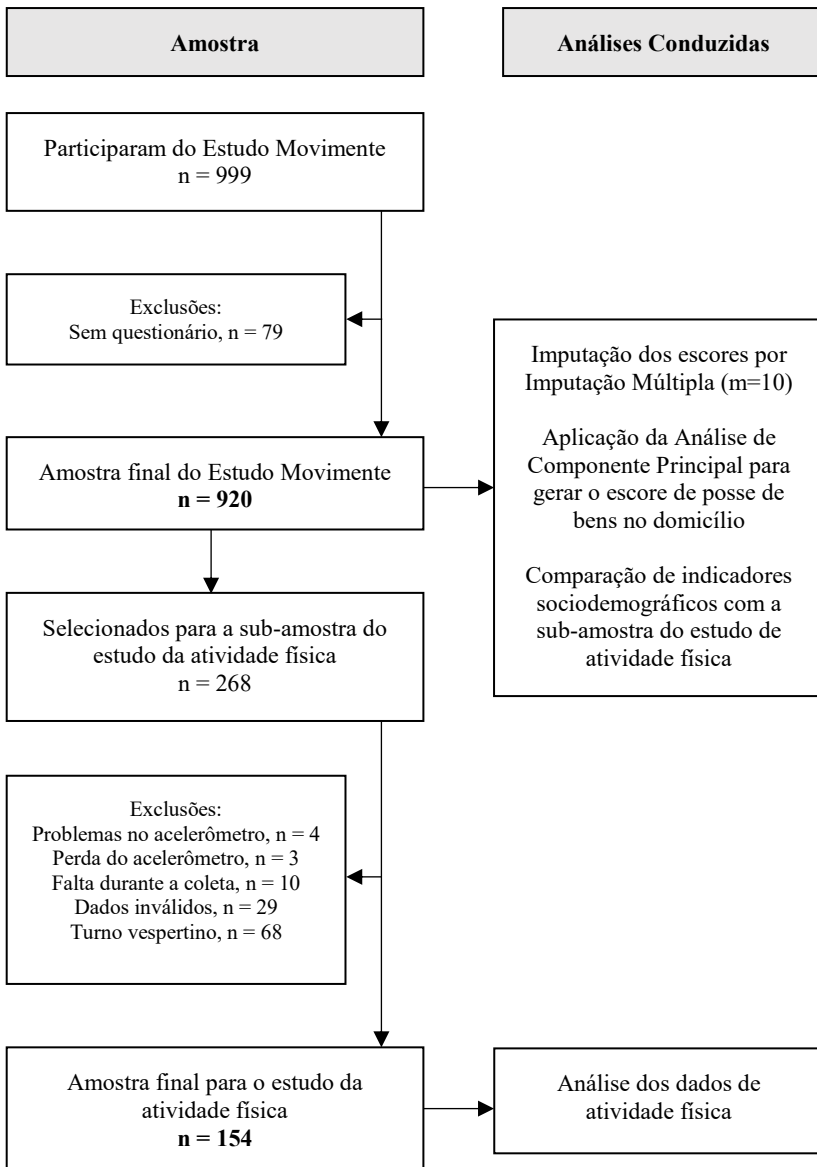 Amostra
Análises Conduzidas
Participaram do Estudo Movimente
n = 999
Exclusões:
Sem questionário, n = 79
Amostra final do Estudo Movimente
n = 920
Imputação dos escores por
Imputação Múltipla (m=10)
Aplicação da Análise de
Componente Principal para
gerar o escore de posse de
bens no domicílio
Comparação de indicadores
sociodemográficos com a
sub-amostra do estudo de
atividade física
Selecionados para a sub-amostra do
estudo da atividade física
n = 268
Exclusões:
Problemas no acelerômetro, n = 4
Perda do acelerômetro, n = 3
Falta durante a coleta, n = 10
Dados inválidos, n = 29
Turno vespertino, n = 68
Amostra final para o estudo da
atividade física
n = 154
Análise dos dados de
atividade física